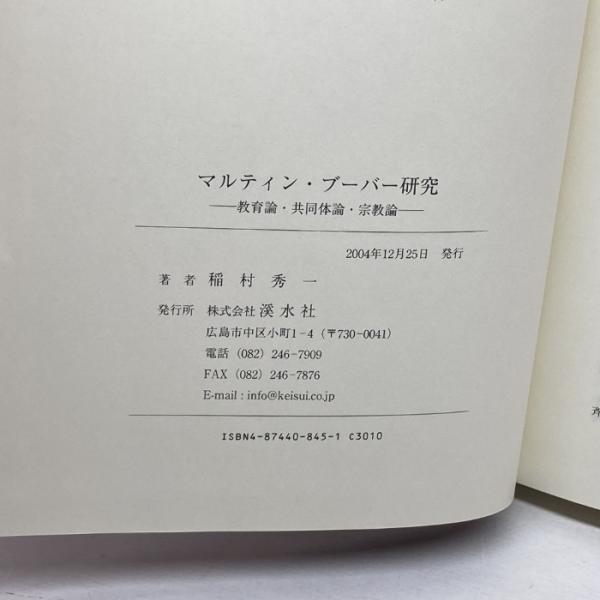 マルティン・ブーバー研究
――教育論・共同体論・宗教論――
2004年12月25日 発行
著 者 稲 村 秀 一
発行所 株式会社 溪水社
広島市中区小町1-4(〒730-0041)
電話(082)246-7909
FAX(082)246-7876
E-mail : info@keisui.co.jp
ISBN4-87440-845-1 C3010